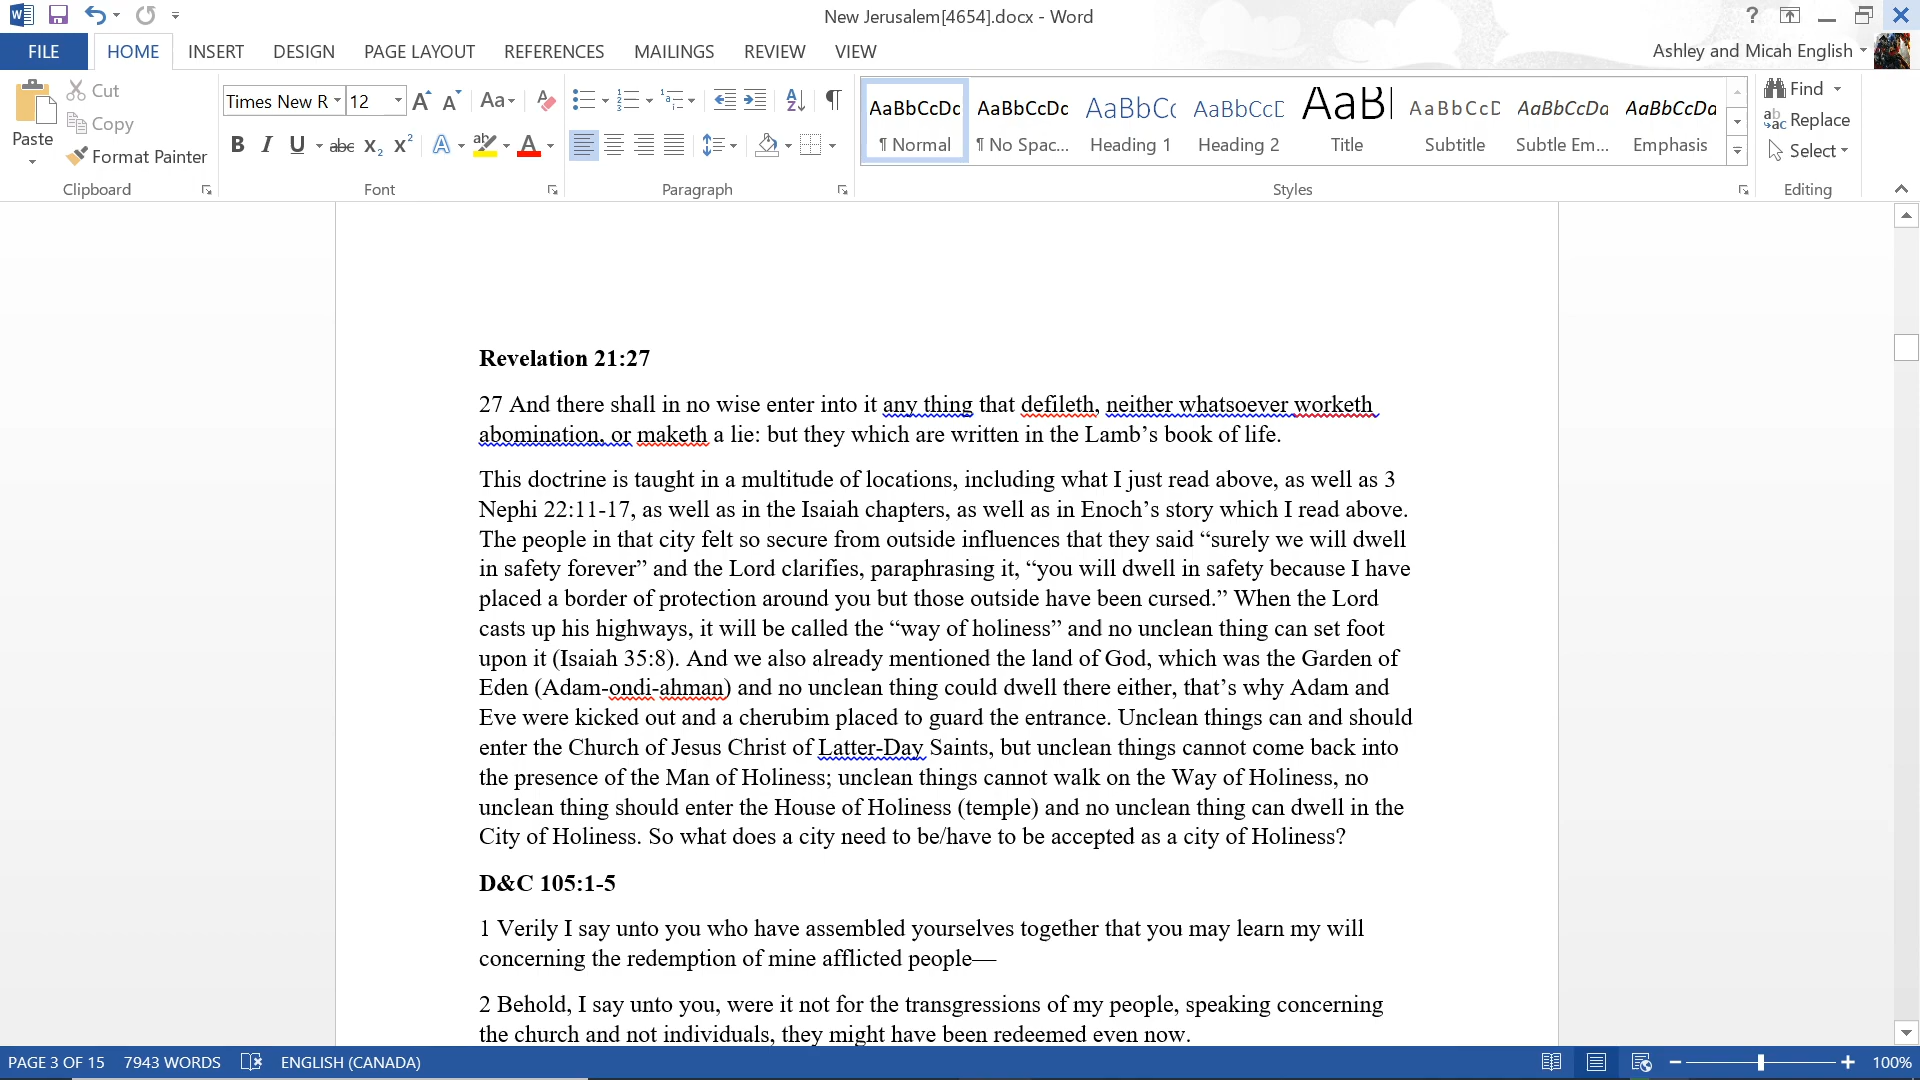 New Jerusalem[4654].docx - Word
?
FILE HOME INSERT DESIGN PAGE LAYOUT REFERENCES MAILINGS REVIEW VIEW
Ashley and Micah English
Paste
Cut
Copy
Format Painter
Clipboard
Times New R 12
Font
Paragraph
AaBbCcDc AaBbCcDc AaBbCc AaBbCcD AaBl AaBbCcD AaBbCcDa AaBbCcDa
¶ Normal ¶ No Spac... Heading 1 Heading 2 Title Subtitle Subtle Em... Emphasis
Styles
Find
Replace
Select
Editing
Revelation 21:27
27 And there shall in no wise enter into it any thing that defileth, neither whatsoever worketh
abomination, or maketh a lie: but they which are written in the Lamb’s book of life.
This doctrine is taught in a multitude of locations, including what I just read above, as well as 3
Nephi 22:11-17, as well as in the Isaiah chapters, as well as in Enoch’s story which I read above.
The people in that city felt so secure from outside influences that they said “surely we will dwell
in safety forever” and the Lord clarifies, paraphrasing it, “you will dwell in safety because I have
placed a border of protection around you but those outside have been cursed.” When the Lord
casts up his highways, it will be called the “way of holiness” and no unclean thing can set foot
upon it (Isaiah 35:8). And we also already mentioned the land of God, which was the Garden of
Eden (Adam-ondi-ahman) and no unclean thing could dwell there either, that’s why Adam and
Eve were kicked out and a cherubim placed to guard the entrance. Unclean things can and should
enter the Church of Jesus Christ of Latter-Day Saints, but unclean things cannot come back into
the presence of the Man of Holiness; unclean things cannot walk on the Way of Holiness, no
unclean thing should enter the House of Holiness (temple) and no unclean thing can dwell in the
City of Holiness. So what does a city need to be/have to be accepted as a city of Holiness?
D&C 105:1-5
1 Verily I say unto you who have assembled yourselves together that you may learn my will
concerning the redemption of mine afflicted people—
2 Behold, I say unto you, were it not for the transgressions of my people, speaking concerning
the church and not individuals, they might have been redeemed even now.
PAGE 3 OF 15 7943 WORDS ENGLISH (CANADA) 100%